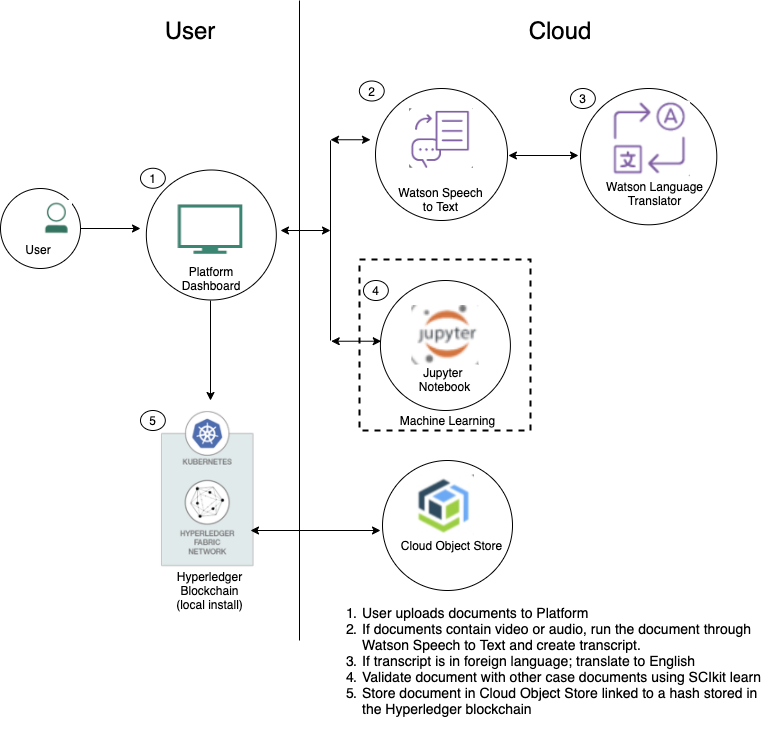 User
Cloud
2
3
Watson Speech
to Text
A
文
Watson Language
Translator
1
User
Platform
Dashboard
4
jupyter
Jupyter
Notebook
Machine Learning
5
KUBERNETES
HYPERLEDGER
FABRIC
NETWORK
Hyperledger
Blockchain
(local install)
Cloud Object Store
1. User uploads documents to Platform
2. If documents contain video or audio, run the document through
Watson Speech to Text and create transcript.
3. If transcript is in foreign language; translate to English
4. Validate document with other case documents using SCIkit learn
5. Store document in Cloud Object Store linked to a hash stored in
the Hyperledger blockchain